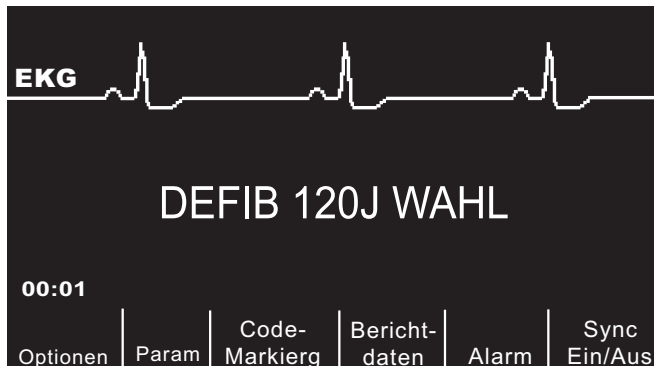 EKG
DEFIB 120J WAHL
00:01
Optionen
Param
Code-
Markierg
Bericht-
daten
Alarm
Sync
Ein/Aus